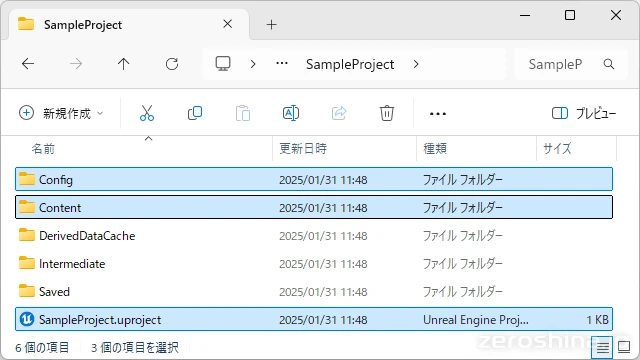 SampleProject
SampleProject
SampleP
新規作成
プレビュー
名前 更新日時 種類 サイズ
Config 2025/01/31 11:48 ファイル フォルダー
Content 2025/01/31 11:48 ファイル フォルダー
DerivedDataCache 2025/01/31 11:48 ファイル フォルダー
Intermediate 2025/01/31 11:48 ファイル フォルダー
Saved 2025/01/31 11:48 ファイル フォルダー
SampleProject.uproject 2025/01/31 11:48 Unreal Engine Proj... 1 KB
6 個の項目 3 個の項目を選択